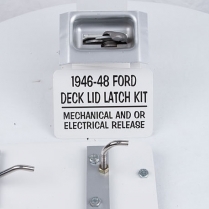 1946-48 FORD
DECK LID LATCH KIT
MECHANICAL AND OR
ELECTRICAL RELEASE